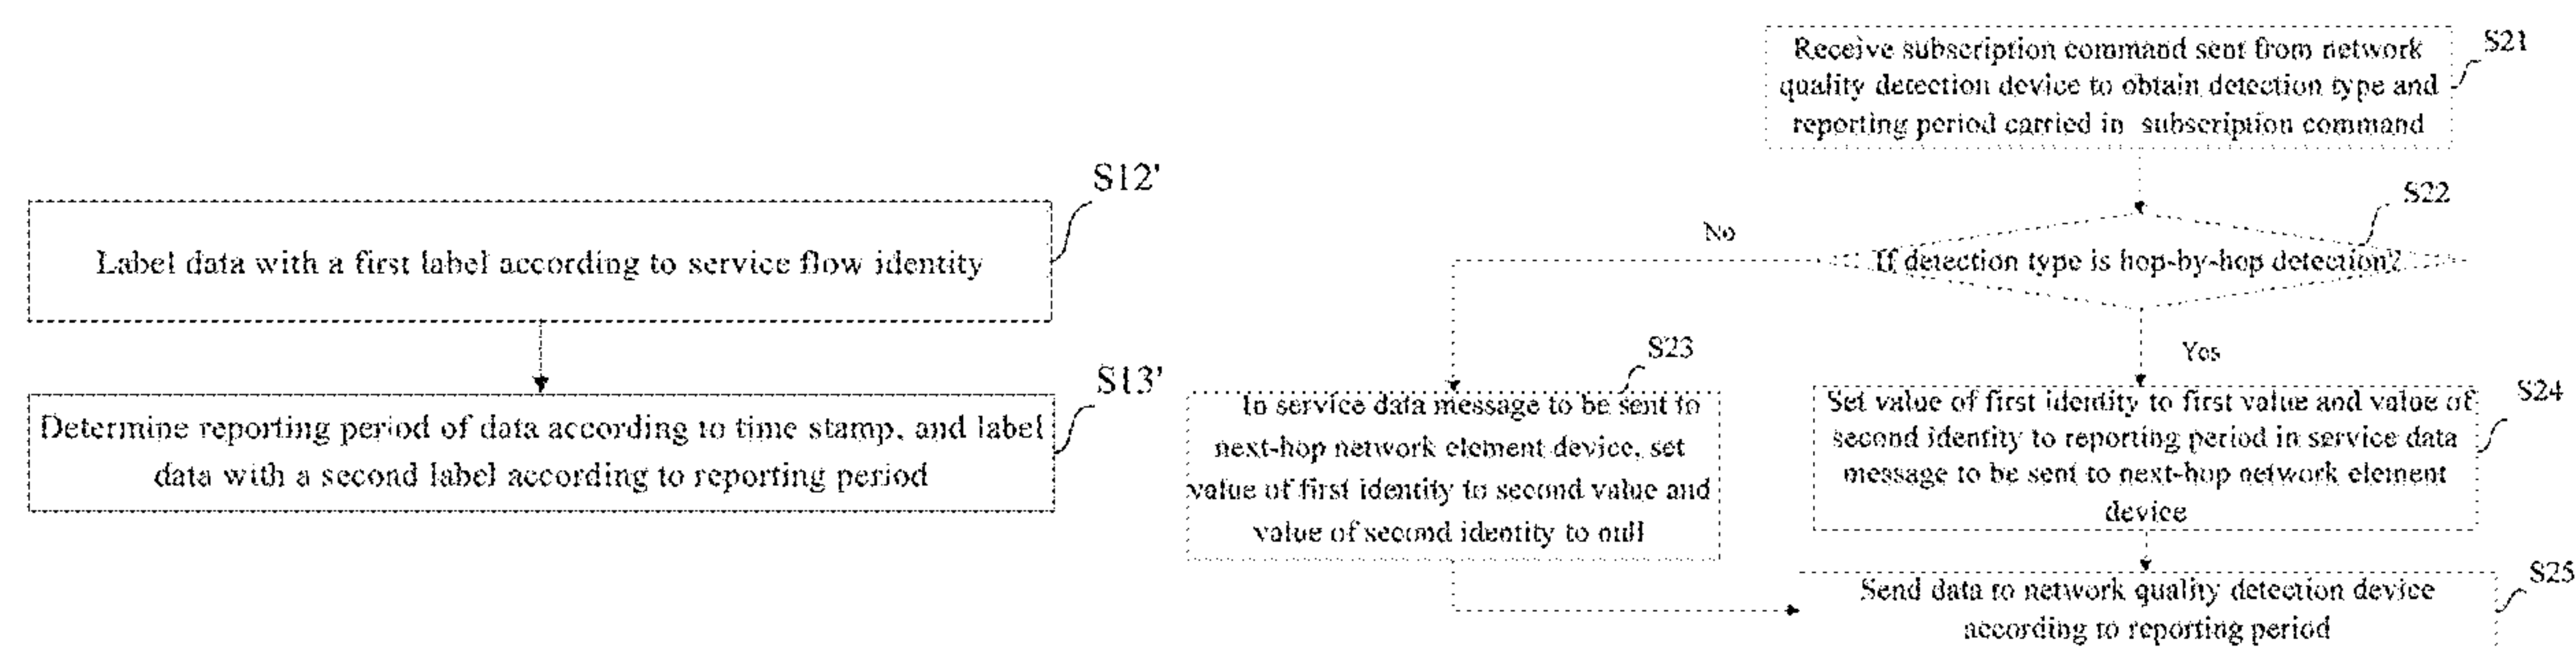 S12'
Label data with a first label according to service flow identity
S13'
Determine reporting period of data according to time stamp, and label
data with a second label according to reporting period
S21
Receive subscription command sent from network
quality detection device to obtain detection type and
reporting period carried in subscription command
S22
If detection type is hop-by-hop detection?
No
Yes
S23
In service data message to be sent to
next-hop network element device, set
value of first identity to second value and
value of second identity to null
S24
Set value of first identity to first value and value of
second identity to reporting period in service data
message to be sent to next-hop network element
device
S25
Send data to network quality detection device
according to reporting period